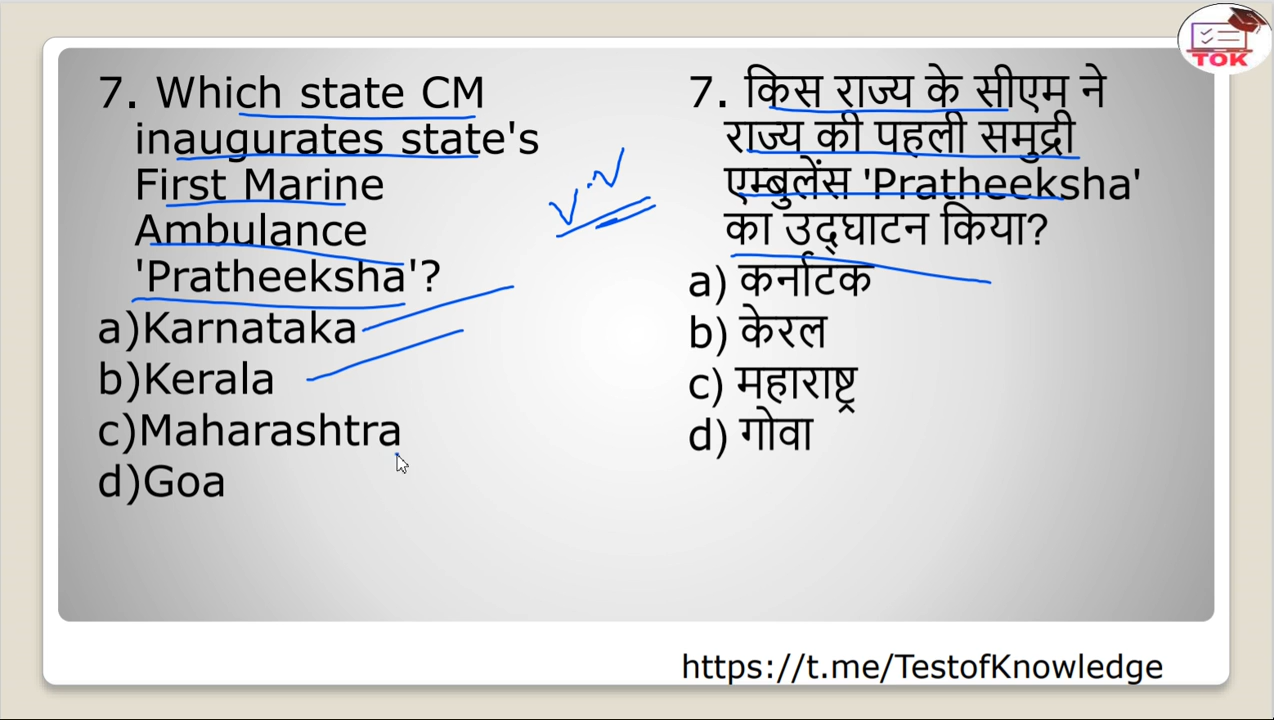 TOK
7. Which state CM
inaugurates state's
First Marine
Ambulance
'Pratheeksha'?
a)Karnataka
b)Kerala
c)Maharashtra
d)Goa
V.V
7. किस राज्य के सीएम ने
राज्य की पहली समुद्री
एम्बुलेंस 'Pratheeksha'
का उद्घाटन किया?
a) कर्नाटक
b) केरल
c) महाराष्ट्र
d) गोवा
https://t.me/TestofKnowledge